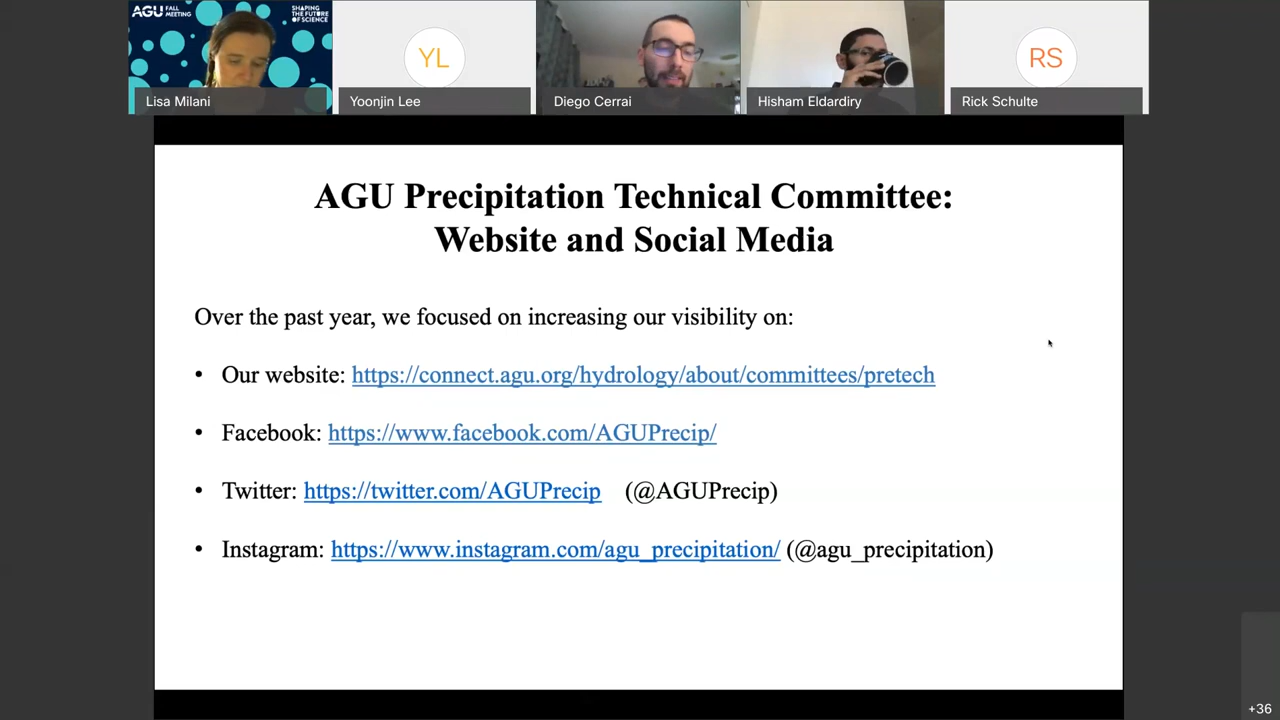 AGU FALL MEETING
SHAPING THE FUTURE OF SCIENCE
YL
RS
Lisa Milani
Yoonjin Lee
Diego Cerrai
Hisham Eldardiry
Rick Schulte
AGU Precipitation Technical Committee:
Website and Social Media
Over the past year, we focused on increasing our visibility on:
• Our website: https://connect.agu.org/hydrology/about/committees/pretech
• Facebook: https://www.facebook.com/AGUPrecip/
• Twitter: https://twitter.com/AGUPrecip (@AGUPrecip)
• Instagram: https://www.instagram.com/agu_precipitation/ (@agu_precipitation)
+36